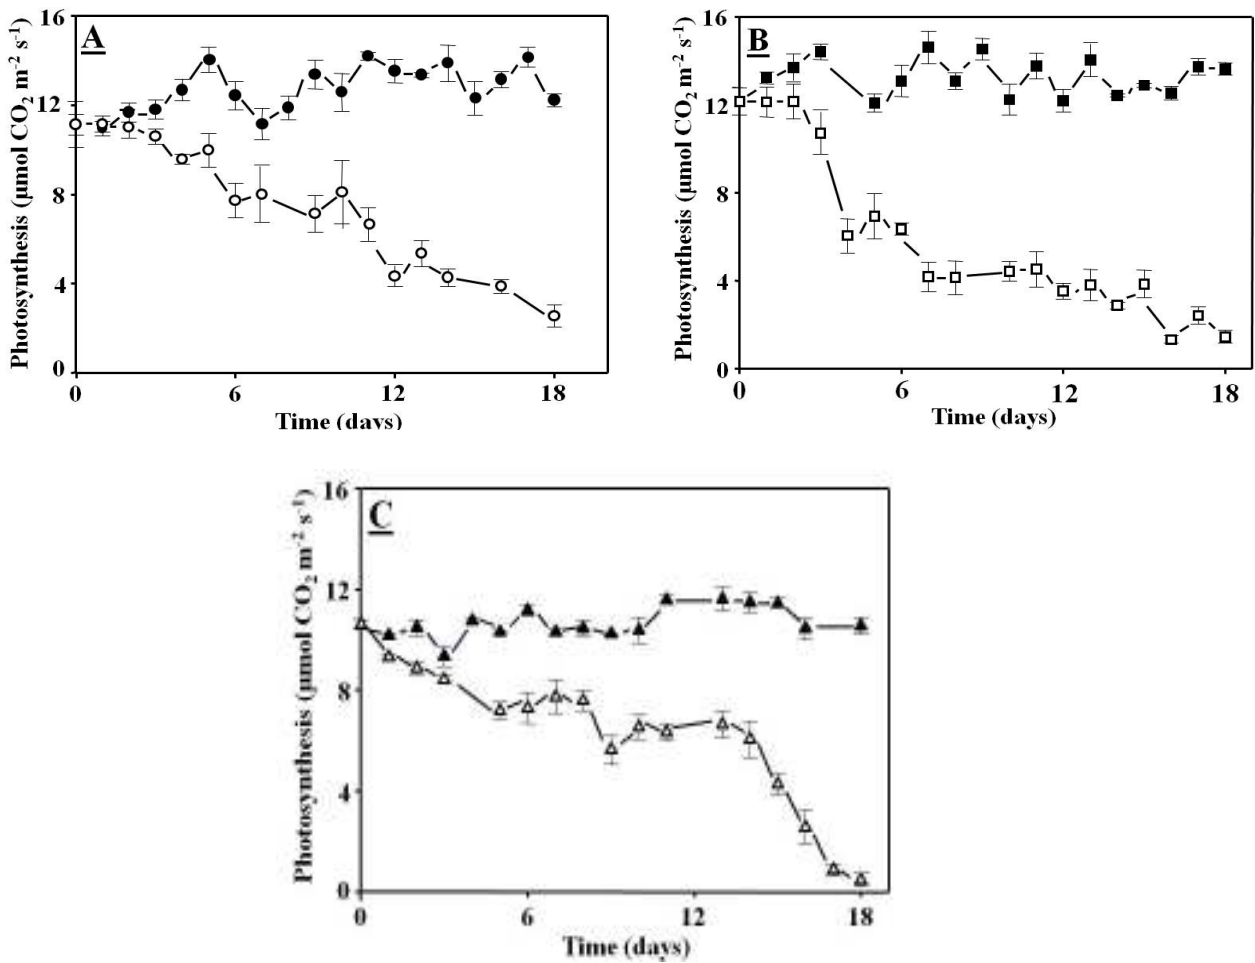 A
Photosynthesis (µmol CO₂ m⁻² s⁻¹)
16
12
8
4
0
0 6 12 18
Time (days)
B
Photosynthesis (µmol CO₂ m⁻² s⁻¹)
16
12
8
4
0
0 6 12 18
Time (days)
C
Photosynthesis (µmol CO₂ m⁻² s⁻¹)
16
12
8
4
0
0 6 12 18
Time (days)